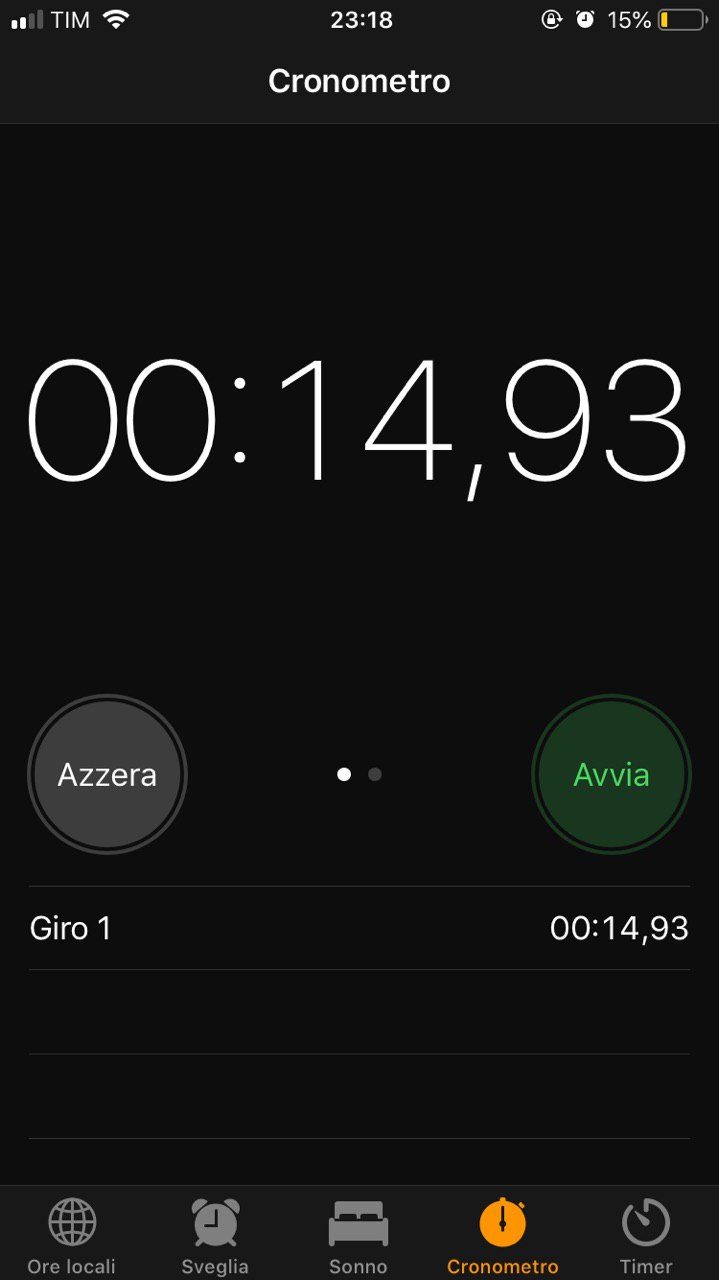 TIM 23:18 15%
Cronometro
00:14,93
Azzera Avvia
Giro 1 00:14,93
Ore locali Sveglia Sonno Cronometro Timer